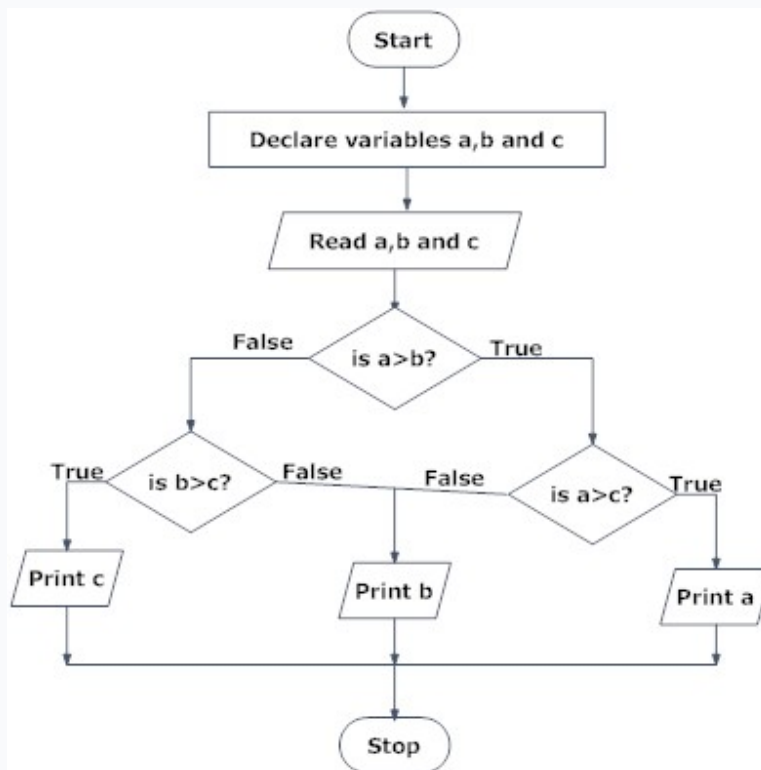 Start
Declare variables a,b and c
Read a,b and c
False
is a>b?
True
True
is b>c?
False
False
is a>c?
True
Print c
Print b
Print a
Stop